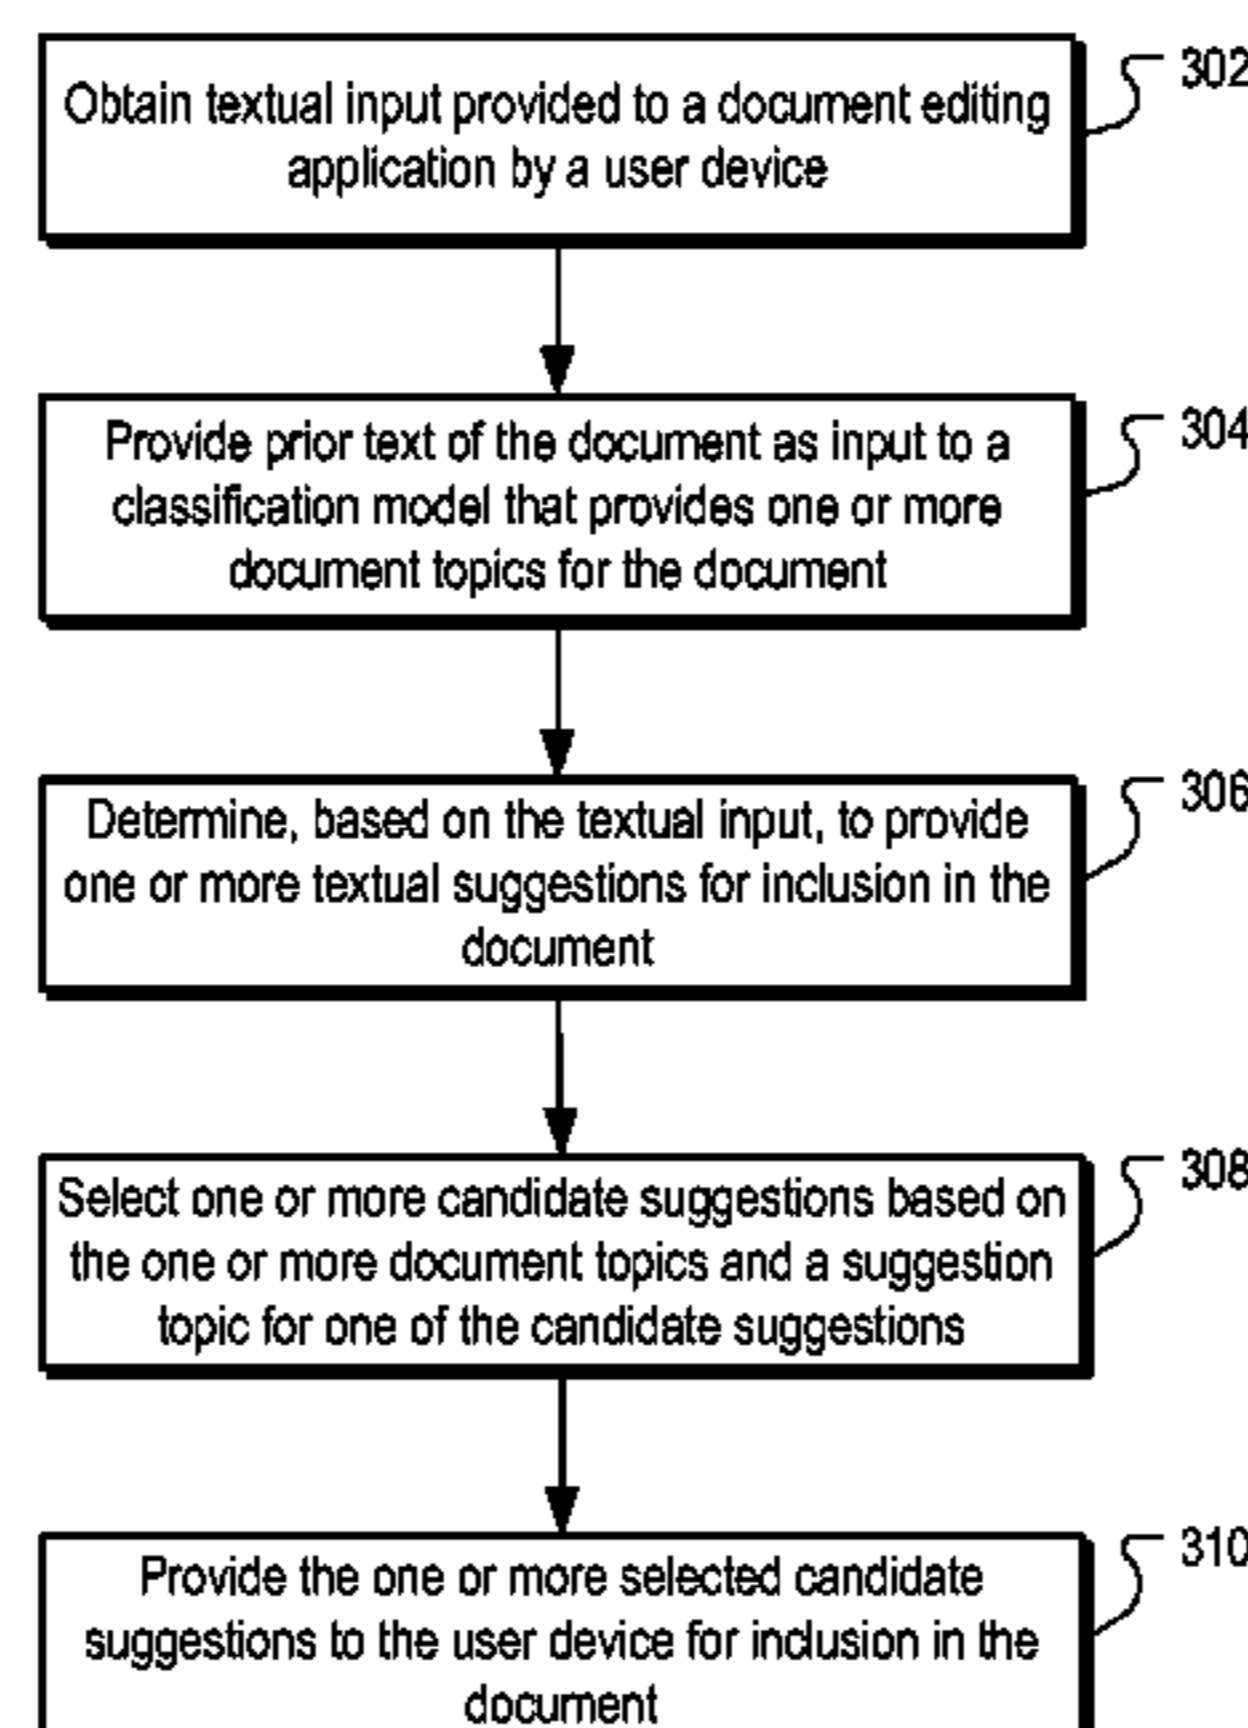 302
Obtain textual input provided to a document editing
application by a user device
304
Provide prior text of the document as input to a
classification model that provides one or more
document topics for the document
306
Determine, based on the textual input, to provide
one or more textual suggestions for inclusion in the
document
308
Select one or more candidate suggestions based on
the one or more document topics and a suggestion
topic for one of the candidate suggestions
310
Provide the one or more selected candidate
suggestions to the user device for inclusion in the
document